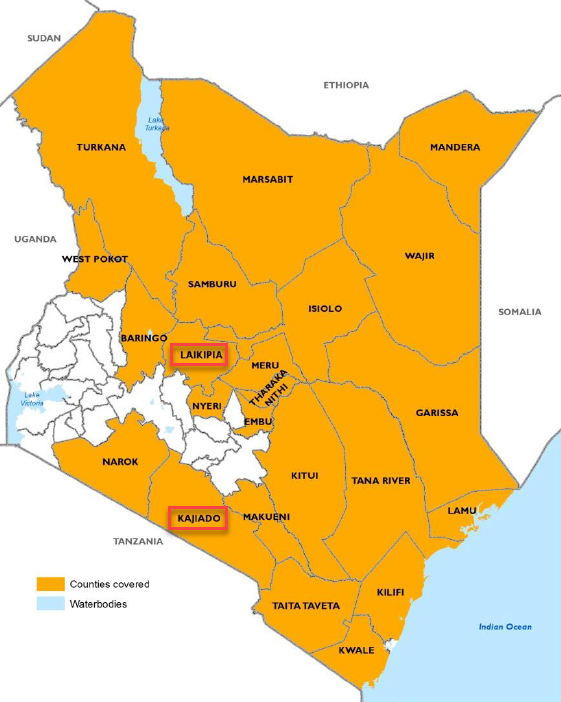 SUDAN
ETHIOPIA
Lake
Turkana
TURKANA
MANDERA
MARSABIT
UGANDA
WEST POKOT
WAJIR
SAMBURU
ISIOLO
SOMALIA
BARINGO
LAIKIPIA
MERU
THARAKA
NITHI
Lake
Victoria
NYERI
EMBU
GARISSA
NAROK
KITUI
TANA RIVER
KAJIADO
MAKUENI
LAMU
TANZANIA
Counties covered
Waterbodies
TAITA TAVETA
KILIFI
Indian Ocean
KWALE